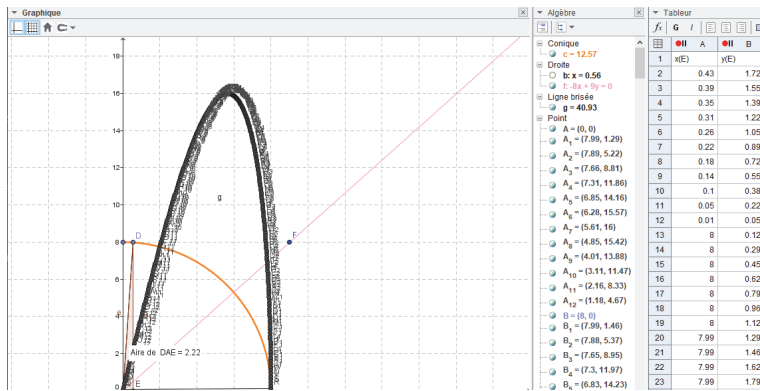 Graphique
Algèbre
Tableur
fx G I
18
16
14
12
10
8
6
4
2
0
D
F
g
E
Aire de DAE = 2.22
Conique
c = 12.57
Droite
b: x = 0.56
f: -8x + 9y = 0
Ligne brisée
g = 40.93
Point
A = (0, 0)
A1 = (7.99, 1.29)
A2 = (7.89, 5.22)
A3 = (7.66, 8.81)
A4 = (7.31, 11.86)
A5 = (6.85, 14.16)
A6 = (6.28, 15.57)
A7 = (5.61, 16)
A8 = (4.85, 15.42)
A9 = (4.01, 13.88)
A10 = (3.11, 11.47)
A11 = (2.16, 8.33)
A12 = (1.18, 4.67)
B = (8, 0)
B1 = (7.99, 1.46)
B2 = (7.88, 5.37)
B3 = (7.65, 8.95)
B4 = (7.3, 11.97)
B5 = (6.83, 14.23)
A B
1 x(E) y(E)
2 0.43 1.72
3 0.39 1.55
4 0.35 1.39
5 0.31 1.22
6 0.26 1.05
7 0.22 0.89
8 0.18 0.72
9 0.14 0.55
10 0.1 0.38
11 0.05 0.22
12 0.01 0.05
13 8 0.12
14 8 0.29
15 8 0.45
16 8 0.62
17 8 0.79
18 8 0.96
19 8 1.12
20 7.99 1.29
21 7.99 1.46
22 7.99 1.62
23 7.99 1.79